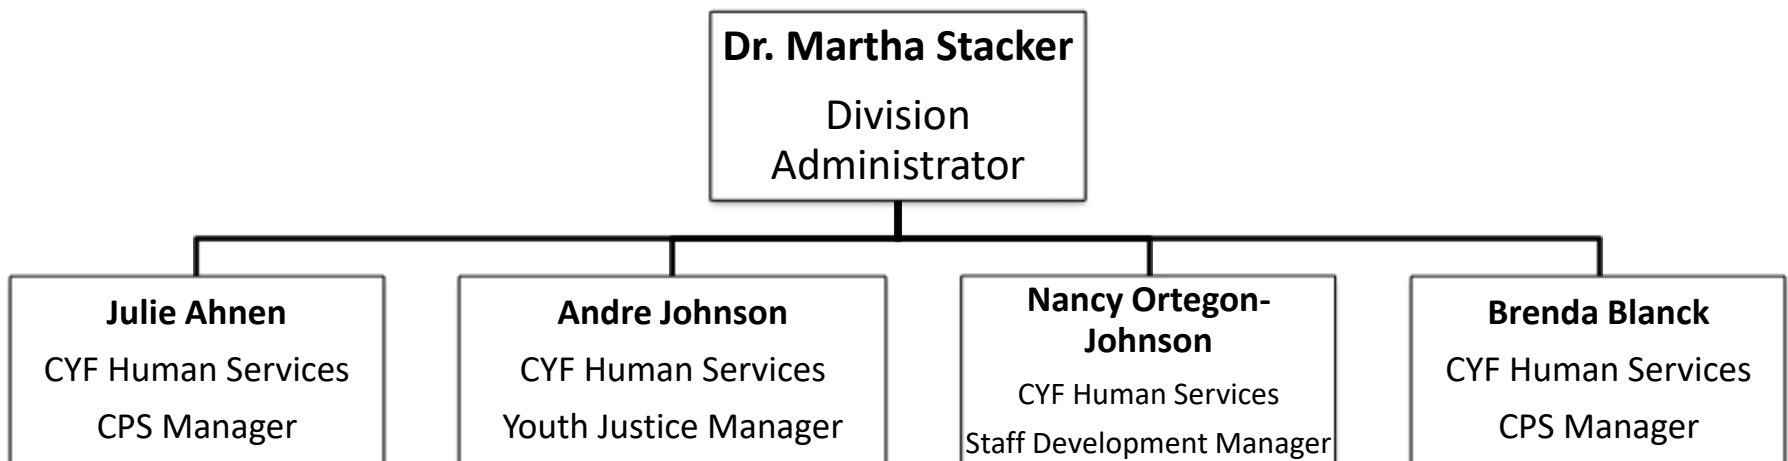 Dr. Martha Stacker
Division
Administrator
Julie Ahnen
CYF Human Services
CPS Manager
Andre Johnson
CYF Human Services
Youth Justice Manager
Nancy Ortegon-
Johnson
CYF Human Services
Staff Development Manager
Brenda Blanck
CYF Human Services
CPS Manager